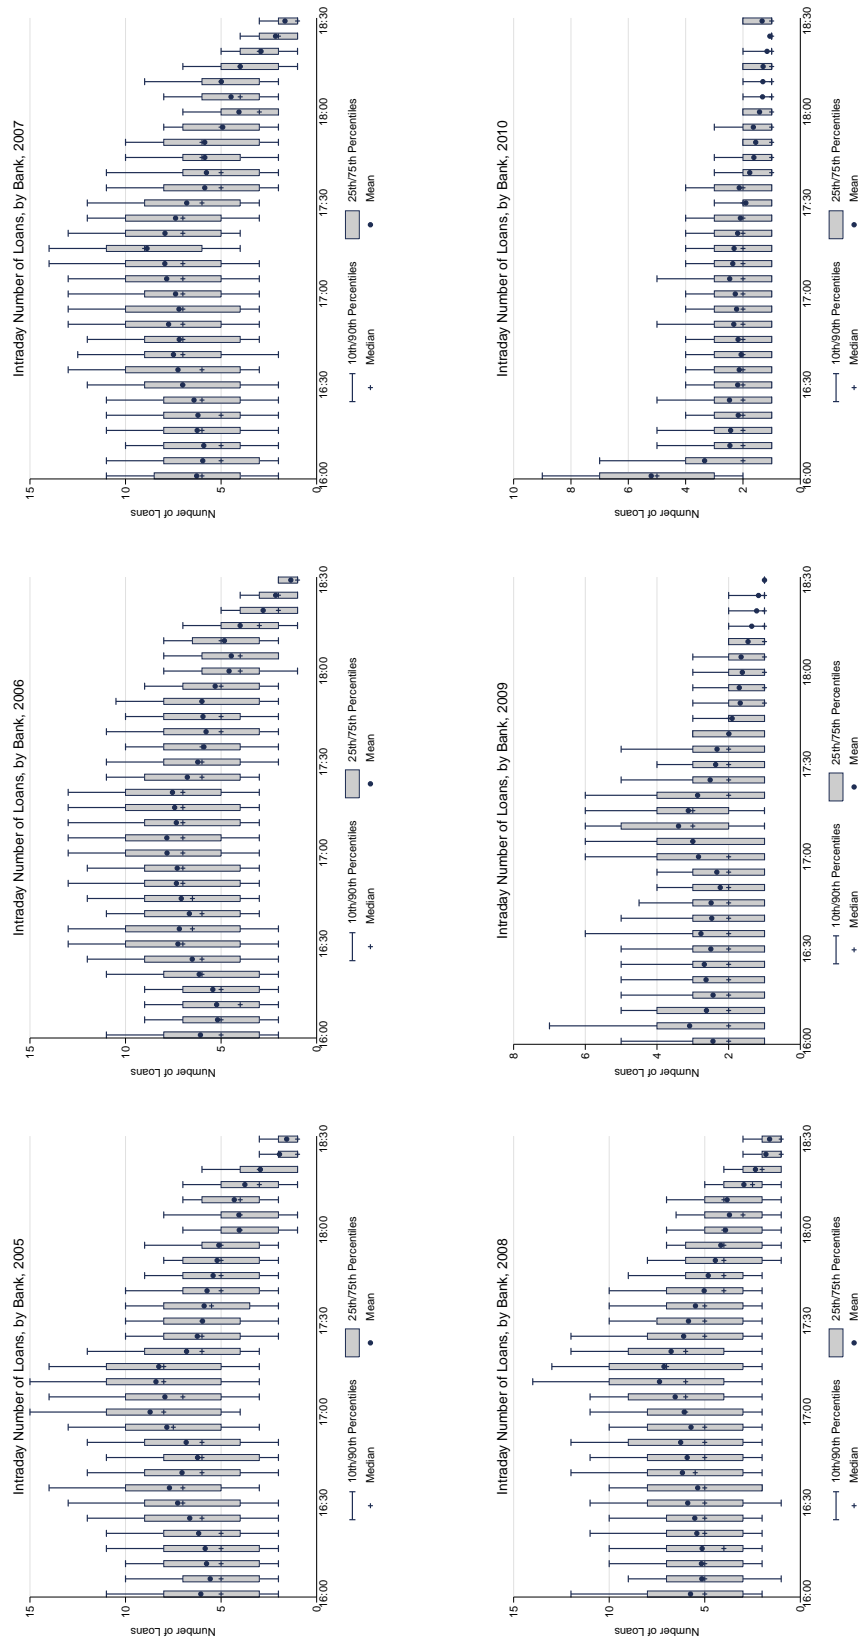 Intraday Number of Loans, by Bank, 2005
15
10
5
0
Number of Loans
16:00 16:30 17:00 17:30 18:00 18:30
10th/90th Percentiles 25th/75th Percentiles
Median Mean
Intraday Number of Loans, by Bank, 2006
15
10
5
0
Number of Loans
16:00 16:30 17:00 17:30 18:00 18:30
10th/90th Percentiles 25th/75th Percentiles
Median Mean
Intraday Number of Loans, by Bank, 2007
15
10
5
0
Number of Loans
16:00 16:30 17:00 17:30 18:00 18:30
10th/90th Percentiles 25th/75th Percentiles
Median Mean
Intraday Number of Loans, by Bank, 2008
15
10
5
0
Number of Loans
16:00 16:30 17:00 17:30 18:00 18:30
10th/90th Percentiles 25th/75th Percentiles
Median Mean
Intraday Number of Loans, by Bank, 2009
8
6
4
2
0
Number of Loans
16:00 16:30 17:00 17:30 18:00 18:30
10th/90th Percentiles 25th/75th Percentiles
Median Mean
Intraday Number of Loans, by Bank, 2010
10
8
6
4
2
0
Number of Loans
16:00 16:30 17:00 17:30 18:00 18:30
10th/90th Percentiles 25th/75th Percentiles
Median Mean